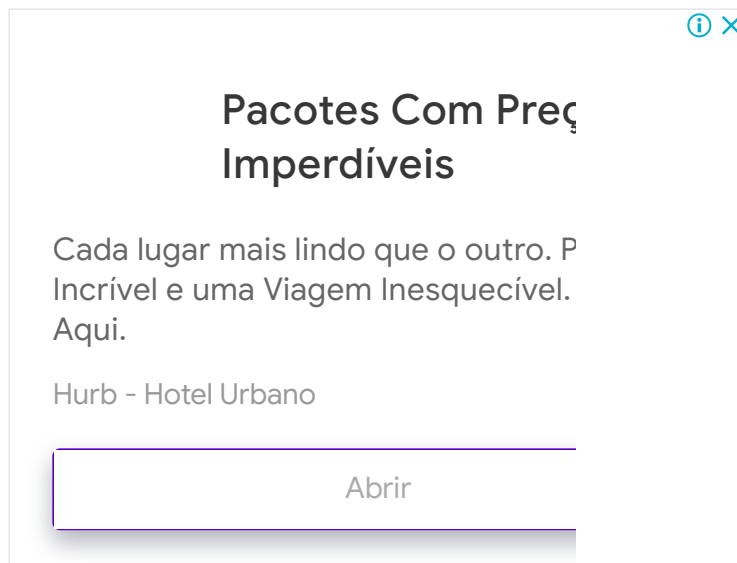 Pacotes Com Preç
Imperdíveis
Cada lugar mais lindo que o outro. P
Incrível e uma Viagem Inesquecível.
Aqui.
Hurb - Hotel Urbano
Abrir